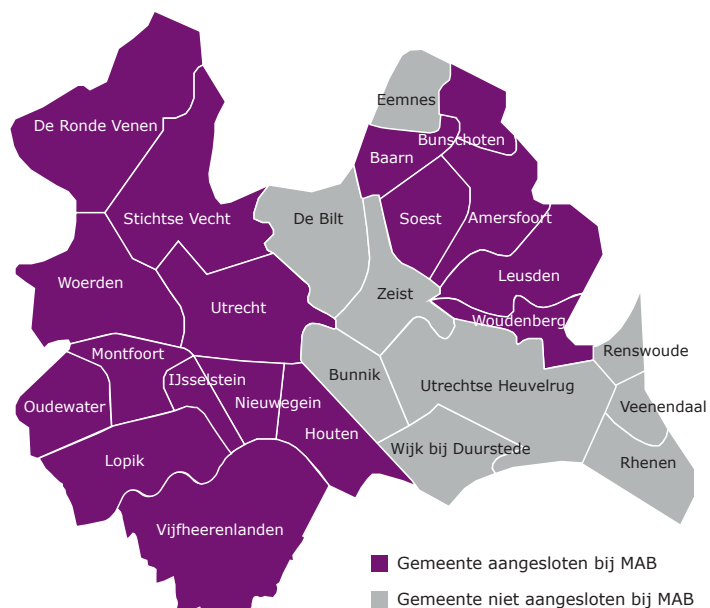 Eemnes
De Ronde Venen
Bunschoten
Baarn
Stichtse Vecht
De Bilt
Soest
Amersfoort
Leusden
Woerden
Zeist
Utrecht
Woudenberg
Montfoort
Renswoude
Bunnik
IJsselstein
Utrechtse Heuvelrug
Nieuwegein
Oudewater
Veenendaal
Houten
Wijk bij Duurstede
Lopik
Rhenen
Vijfheerenlanden
Gemeente aangesloten bij MAB
Gemeente niet aangesloten bij MAB